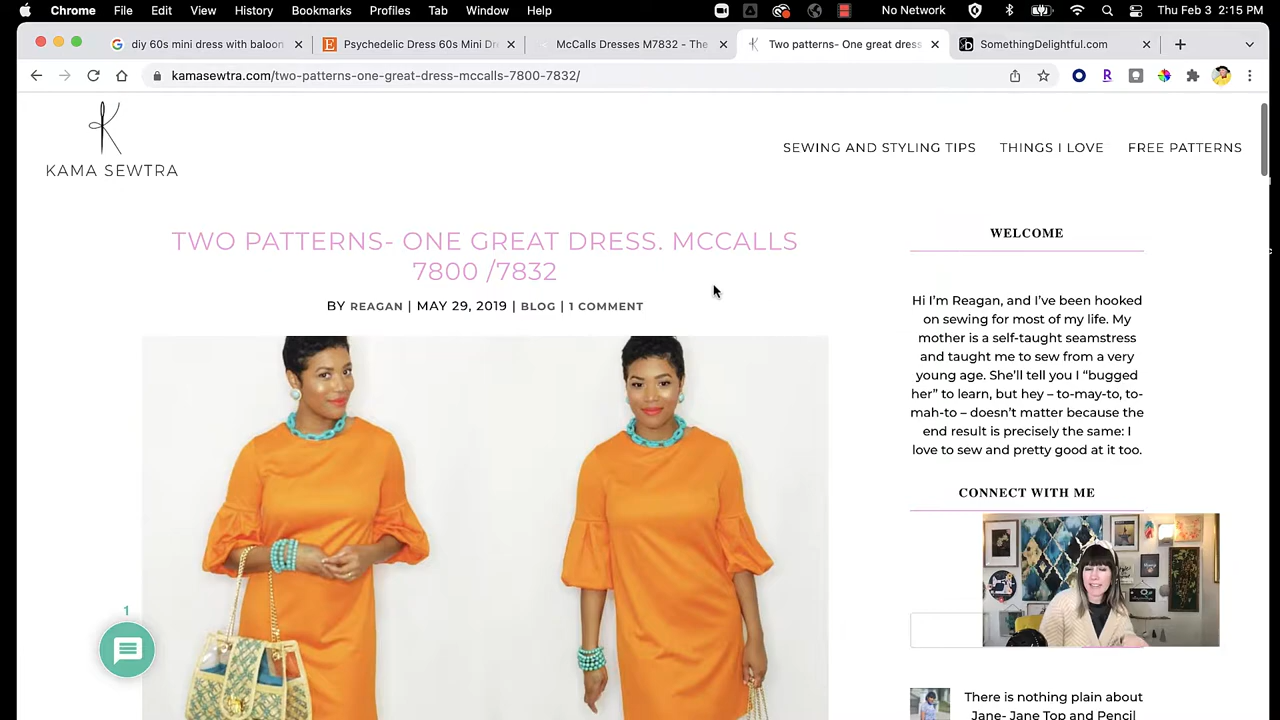 Chrome File Edit View History Bookmarks Profiles Tab Window Help No Network Thu Feb 3 2:15 PM
diy 60s mini dress with baloon Psychedelic Dress 60s Mini Dr McCalls Dresses M7832 - The Two patterns- One great dress. SomethingDelightful.com
kamasewtra.com/two-patterns-one-great-dress-mccalls-7800-7832/
KAMA SEWTRA
SEWING AND STYLING TIPS THINGS I LOVE FREE PATTERNS
TWO PATTERNS- ONE GREAT DRESS. MCCALLS
7800 /7832
BY REAGAN | MAY 29, 2019 | BLOG | 1 COMMENT
WELCOME
Hi I'm Reagan, and I've been hooked
on sewing for most of my life. My
mother is a self-taught seamstress
and taught me to sew from a very
young age. She'll tell you I “bugged
her” to learn, but hey – to-may-to, to-
mah-to – doesn't matter because the
end result is precisely the same: I
love to sew and pretty good at it too.
CONNECT WITH ME
There is nothing plain about
Jane- Jane Top and Pencil
1